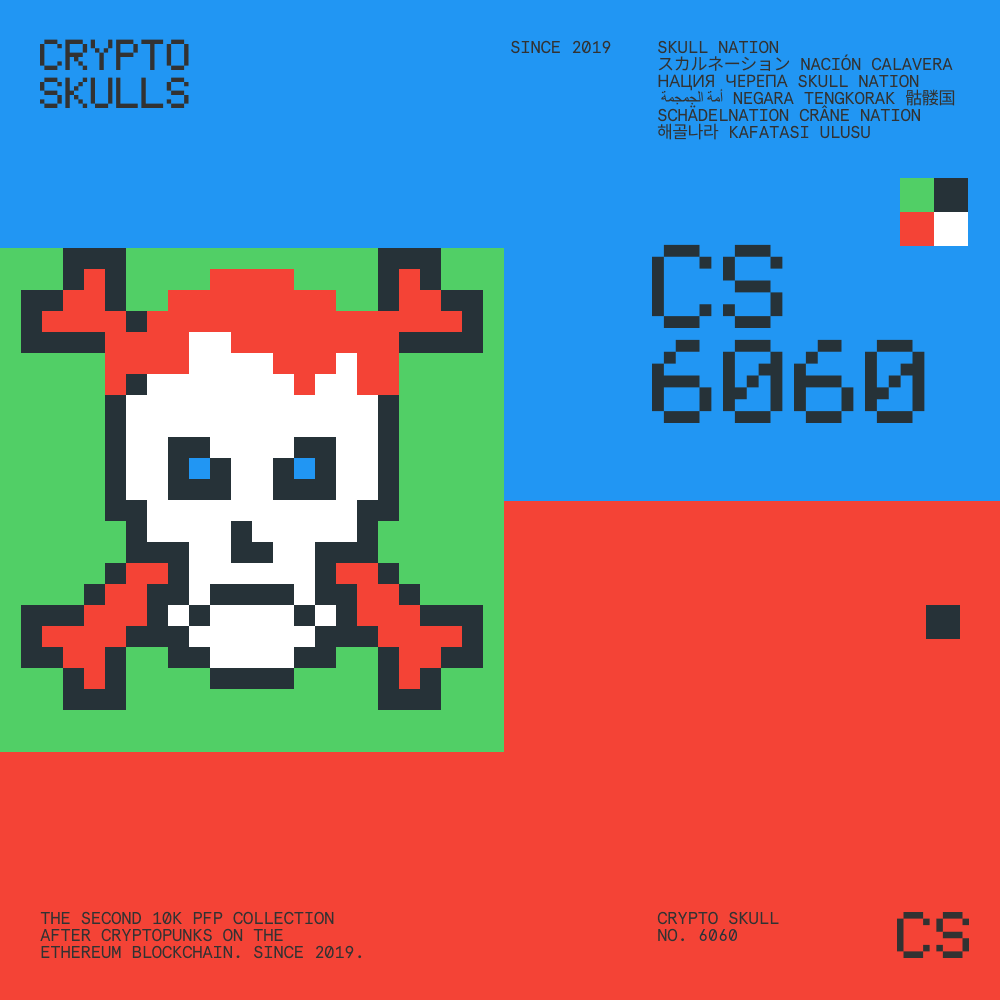 CRYPTO
SKULLS
SINCE 2019
SKULL NATION
スカルネーション NACIÓN CALAVERA
НАЦИЯ ЧЕРЕПА SKULL NATION
أمة الجمجمة NEGARA TENGKORAK 骷髅国
SCHÄDELNATION CRÂNE NATION
해골나라 KAFATASI ULUSU
CS
6060
THE SECOND 10K PFP COLLECTION
AFTER CRYPTOPUNKS ON THE
ETHEREUM BLOCKCHAIN. SINCE 2019.
CRYPTO SKULL
NO. 6060
CS